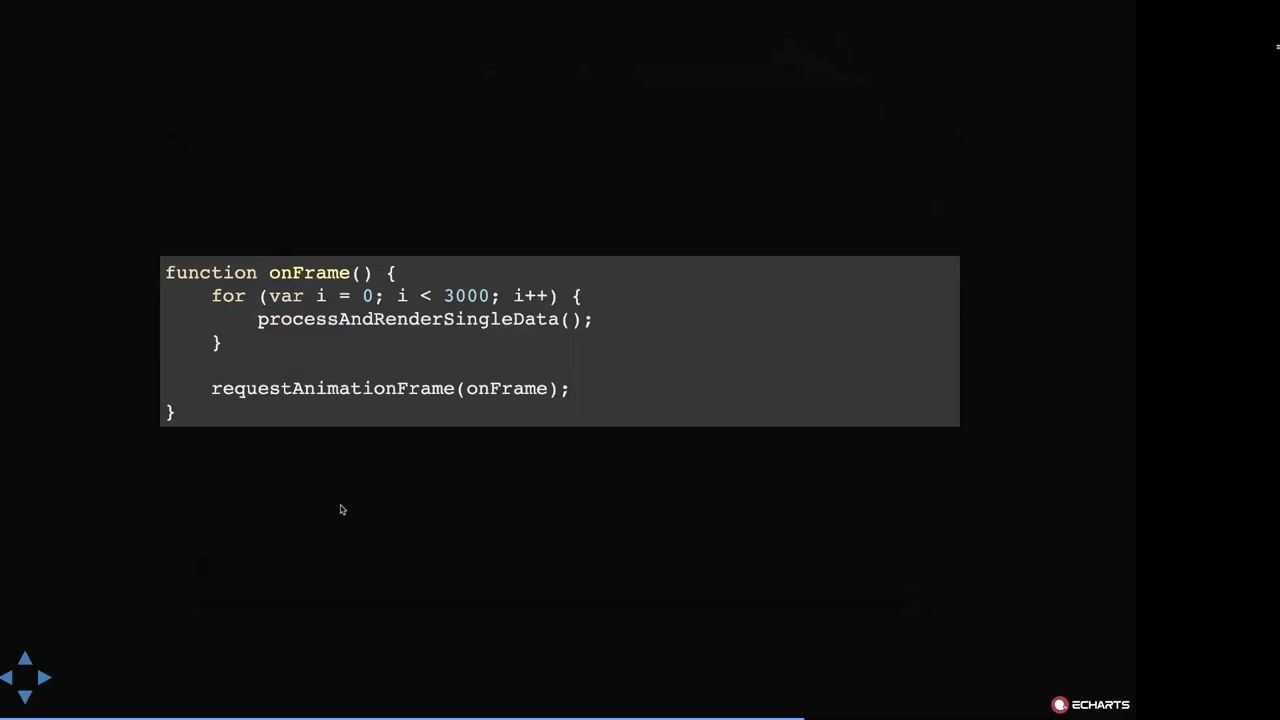 function onFrame() {
    for (var i = 0; i < 3000; i++) {
        processAndRenderSingleData();
    }
    requestAnimationFrame(onFrame);
}
ECHARTS